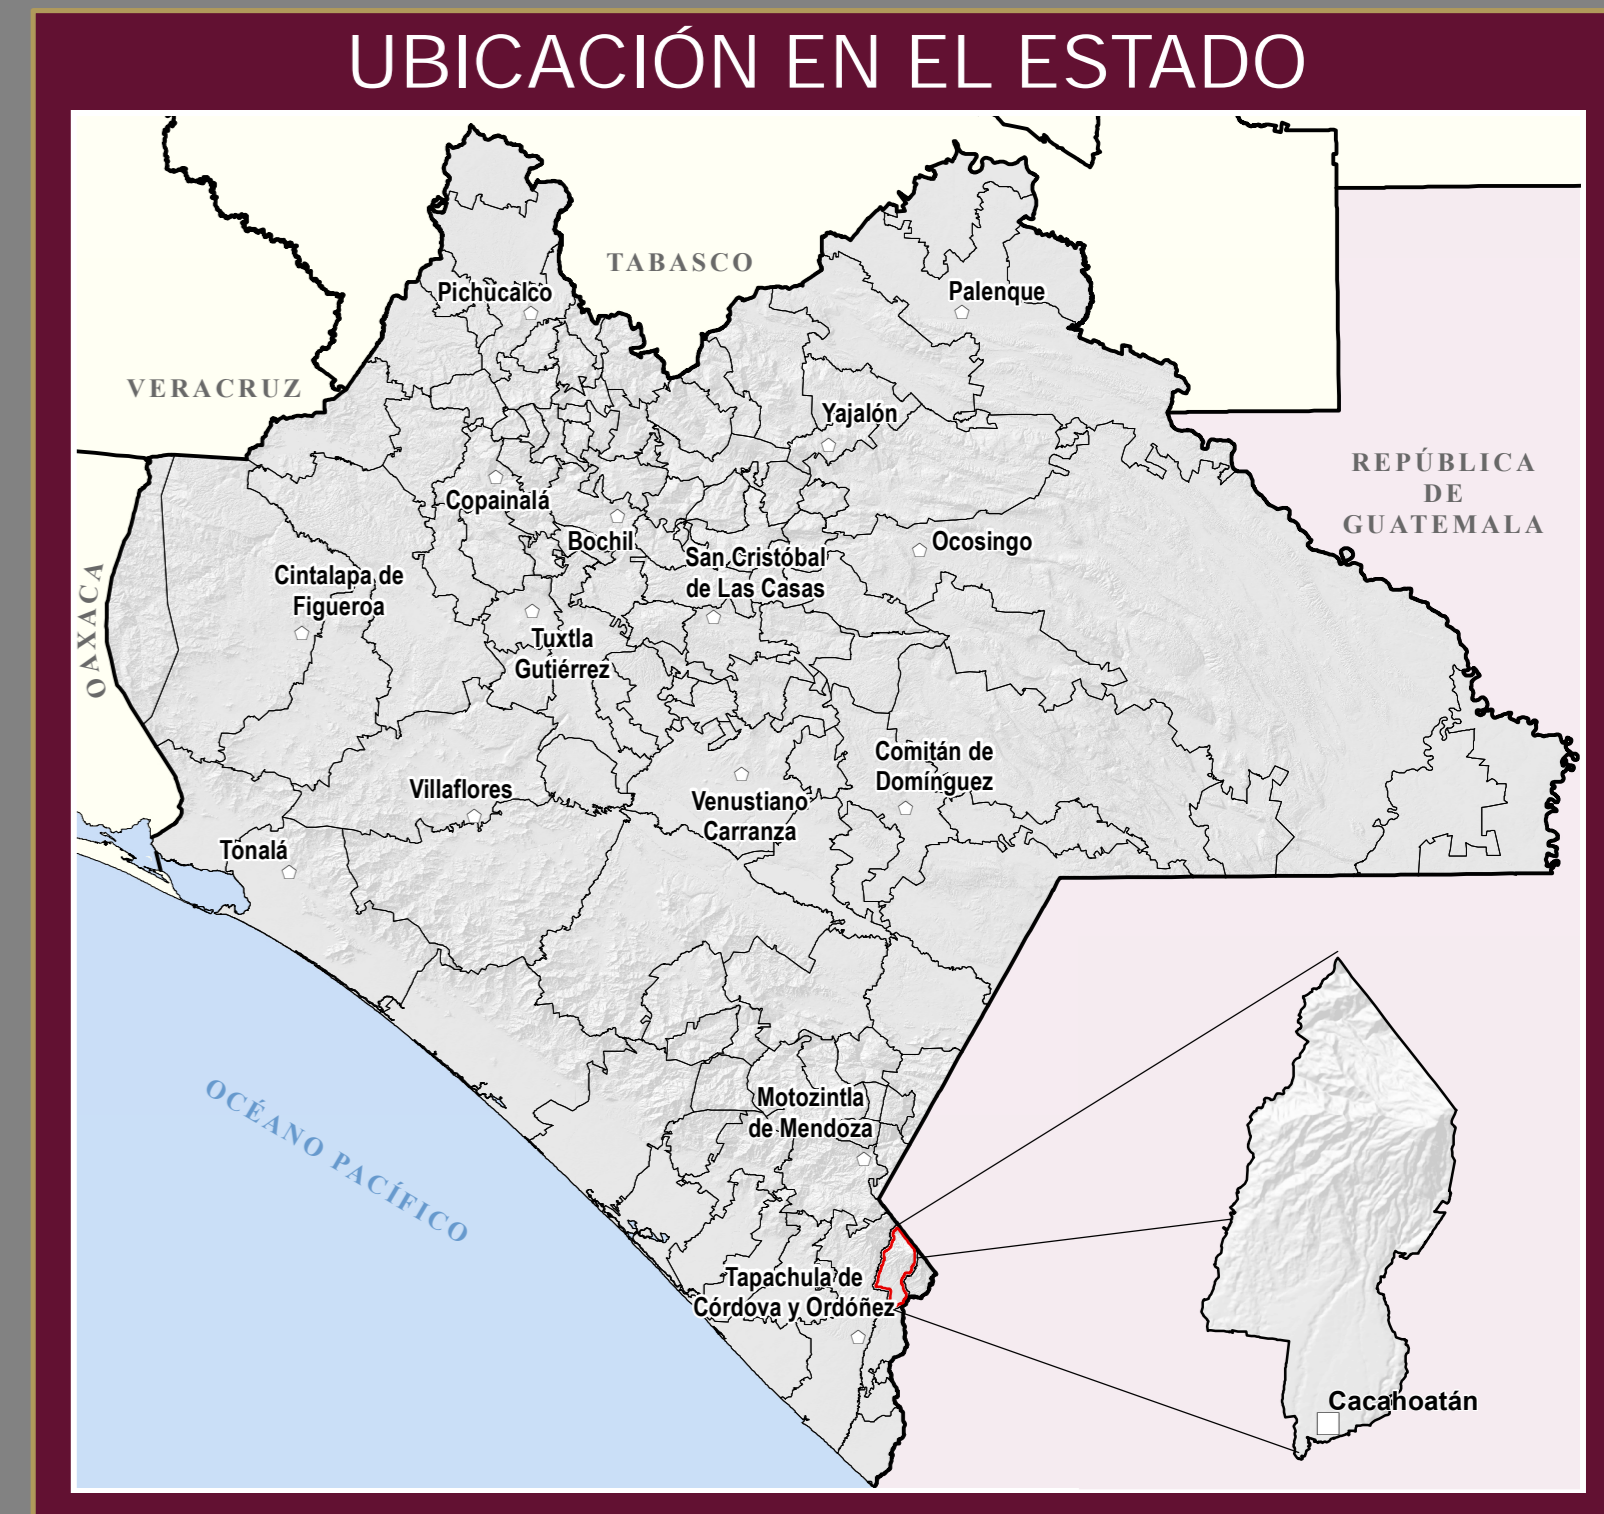 UBICACIÓN EN EL ESTADO
TABASCO
Pichucalco
Palenque
VERACRUZ
Yajalón
REPÚBLICA
DE
GUATEMALA
Copainalá
Bochil
Ocosingo
San Cristóbal
de Las Casas
Cintalapa de
Figueroa
OAXACA
Tuxtla
Gutiérrez
Comitán de
Domínguez
Villaflores
Venustiano
Carranza
Tonalá
OCÉANO PACÍFICO
Motozintla
de Mendoza
Tapachula de
Córdova y Ordóñez
Cacahoatán